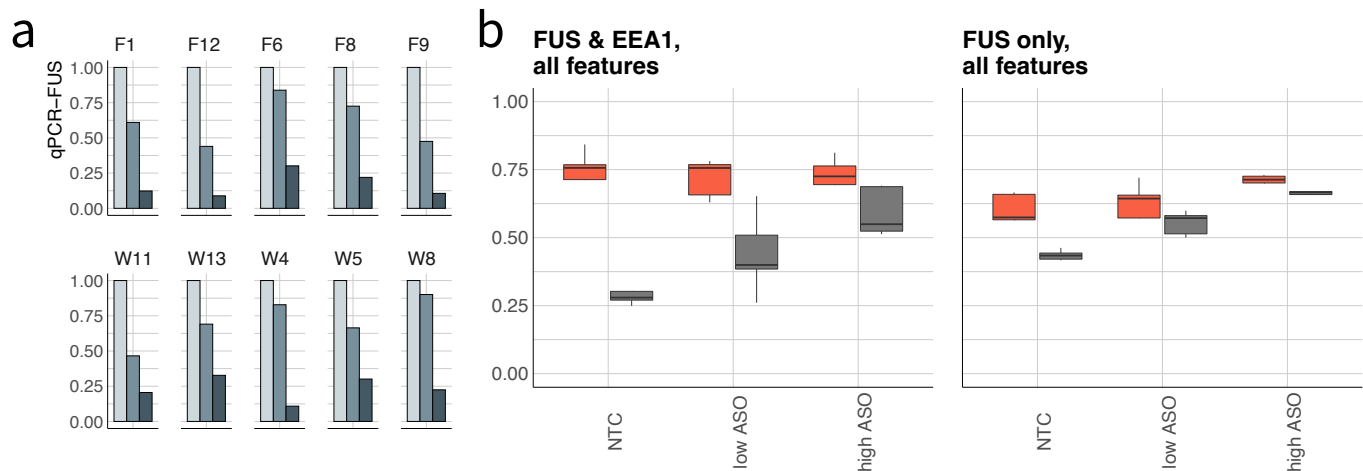 a
F1 F12 F6 F8 F9
qPCR−FUS
1.00
0.75
0.50
0.25
0.00
W11 W13 W4 W5 W8
1.00
0.75
0.50
0.25
0.00
b
FUS & EEA1,
all features
FUS only,
all features
1.00
0.75
0.50
0.25
0.00
NTC
low ASO
high ASO
NTC
low ASO
high ASO